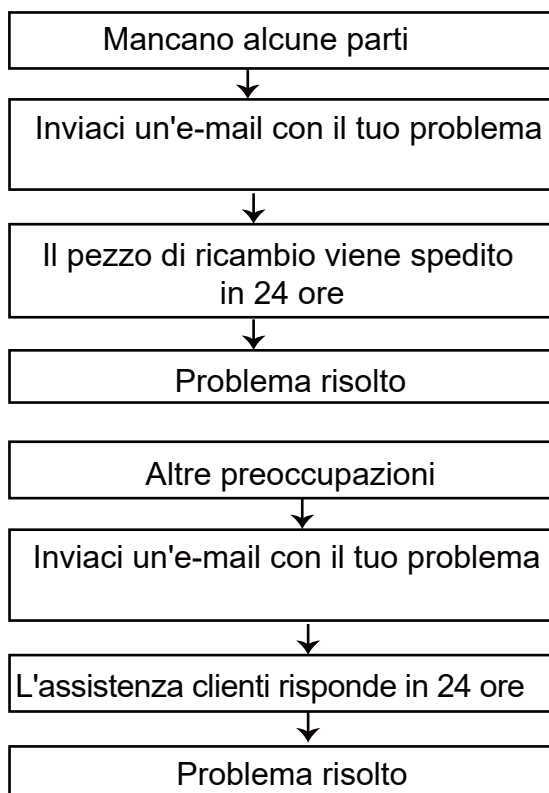 Mancano alcune parti
Inviaci un'e-mail con il tuo problema
Il pezzo di ricambio viene spedito
in 24 ore
Problema risolto
Altre preoccupazioni
Inviaci un'e-mail con il tuo problema
L'assistenza clienti risponde in 24 ore
Problema risolto